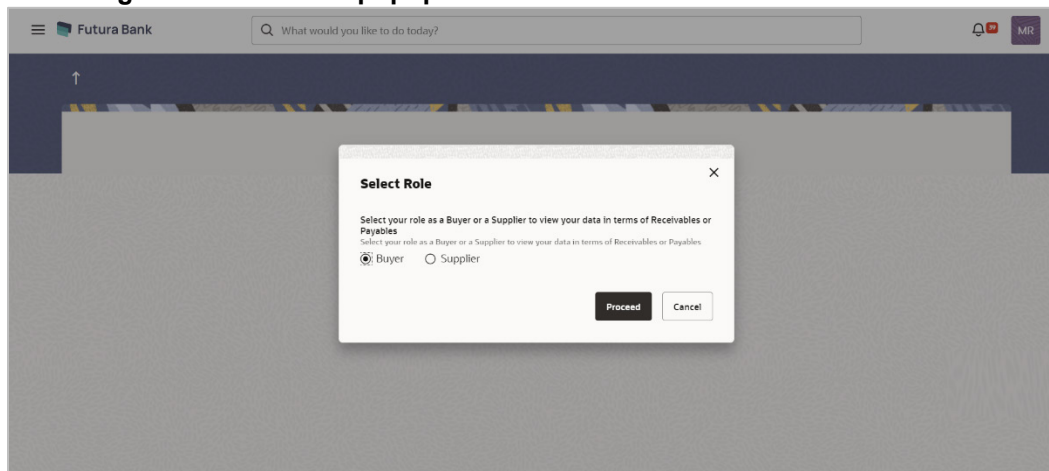 Futura Bank
What would you like to do today?
MR
↑
Select Role
Select your role as a Buyer or a Supplier to view your data in terms of Receivables or
Payables
Select your role as a Buyer or a Supplier to view your data in terms of Receivables or Payables
Buyer
Supplier
Proceed
Cancel